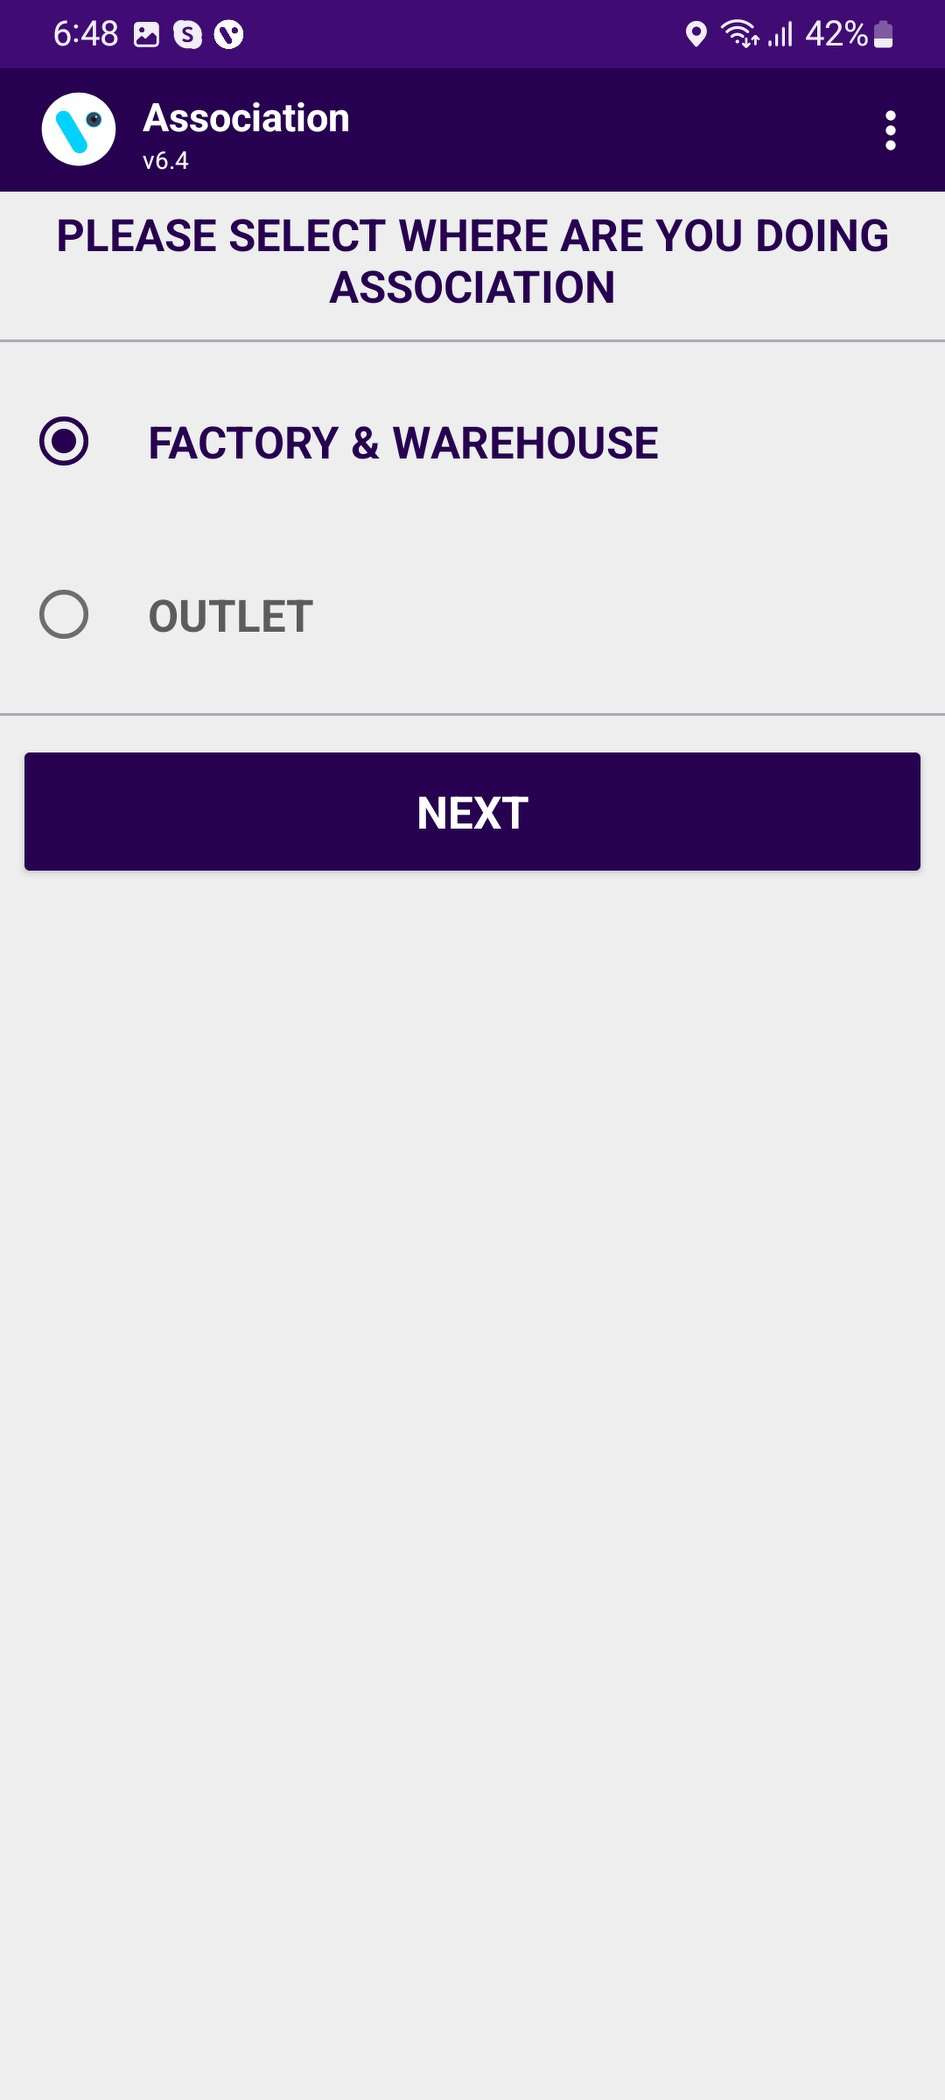 6:48
42%
Association
v6.4
PLEASE SELECT WHERE ARE YOU DOING
ASSOCIATION
FACTORY & WAREHOUSE
OUTLET
NEXT